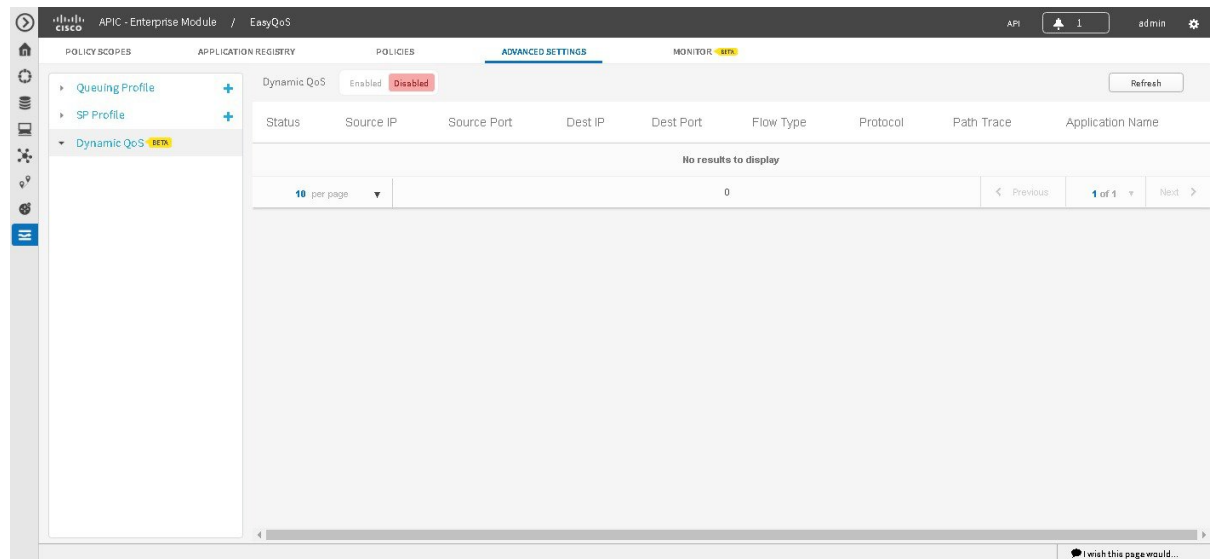 cisco APIC - Enterprise Module / EasyQoS API 1 admin
POLICY SCOPES APPLICATION REGISTRY POLICIES ADVANCED SETTINGS MONITOR BETA
Queuing Profile +
SP Profile +
Dynamic QoS BETA
Dynamic QoS Enabled Disabled Refresh
Status Source IP Source Port Dest IP Dest Port Flow Type Protocol Path Trace Application Name
No results to display
10 per page 0 Previous 1 of 1 Next
I wish this page would...